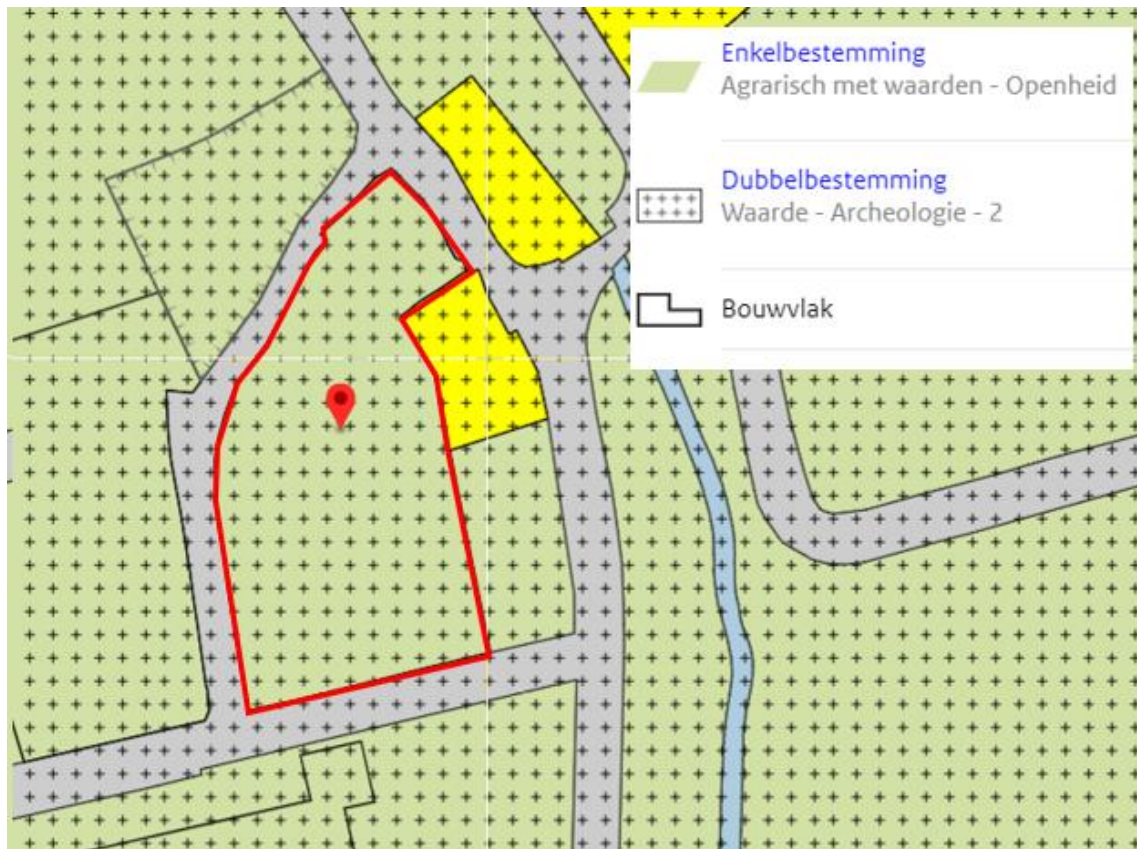 Enkelbestemming
Agrarisch met waarden - Openheid
Dubbelbestemming
Waarde - Archeologie - 2
Bouwvlak